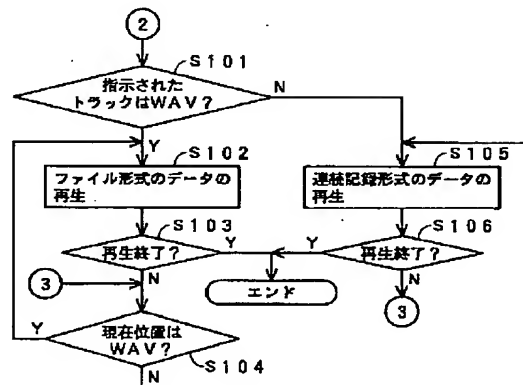 2
S101
指示された
トラックはWAV?
N
Y
S102
S105
ファイル形式のデータの
再生
連続記録形式のデータの
再生
S103
S106
再生終了?
Y
Y
再生終了?
3
N
エンド
N
3
Y
現在位置は
WAV?
S104
N